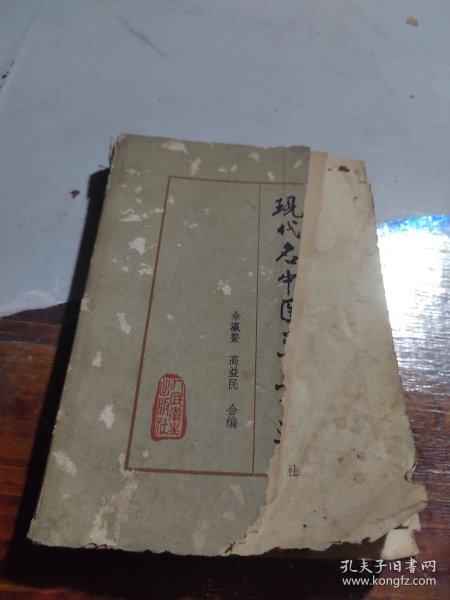 现代名中医
余瀛鳌 高益民 合编
人民卫生出版社
社
孔夫子旧书网
www.kongfz.com